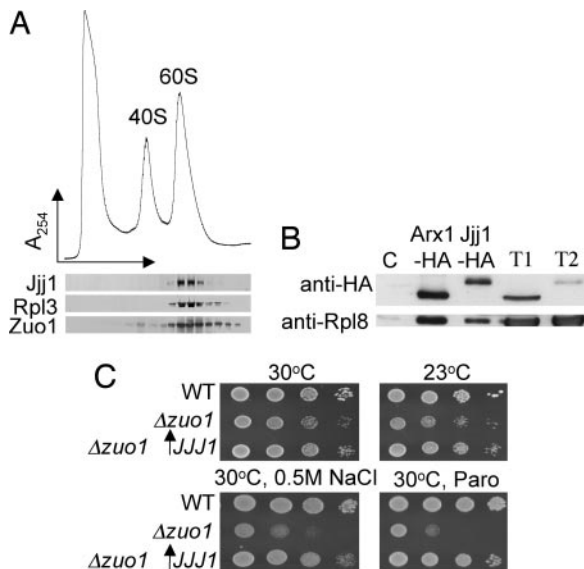 A
40S
60S
A254
Jjj1
Rpl3
Zuo1
B
Arx1 Jjj1
C -HA -HA T1 T2
anti-HA
anti-Rpl8
C
30°C 23°C
WT
Δzuo1
Δzuo1 ↑JJJ1
30°C, 0.5M NaCl 30°C, Paro
WT
Δzuo1
Δzuo1 ↑JJJ1